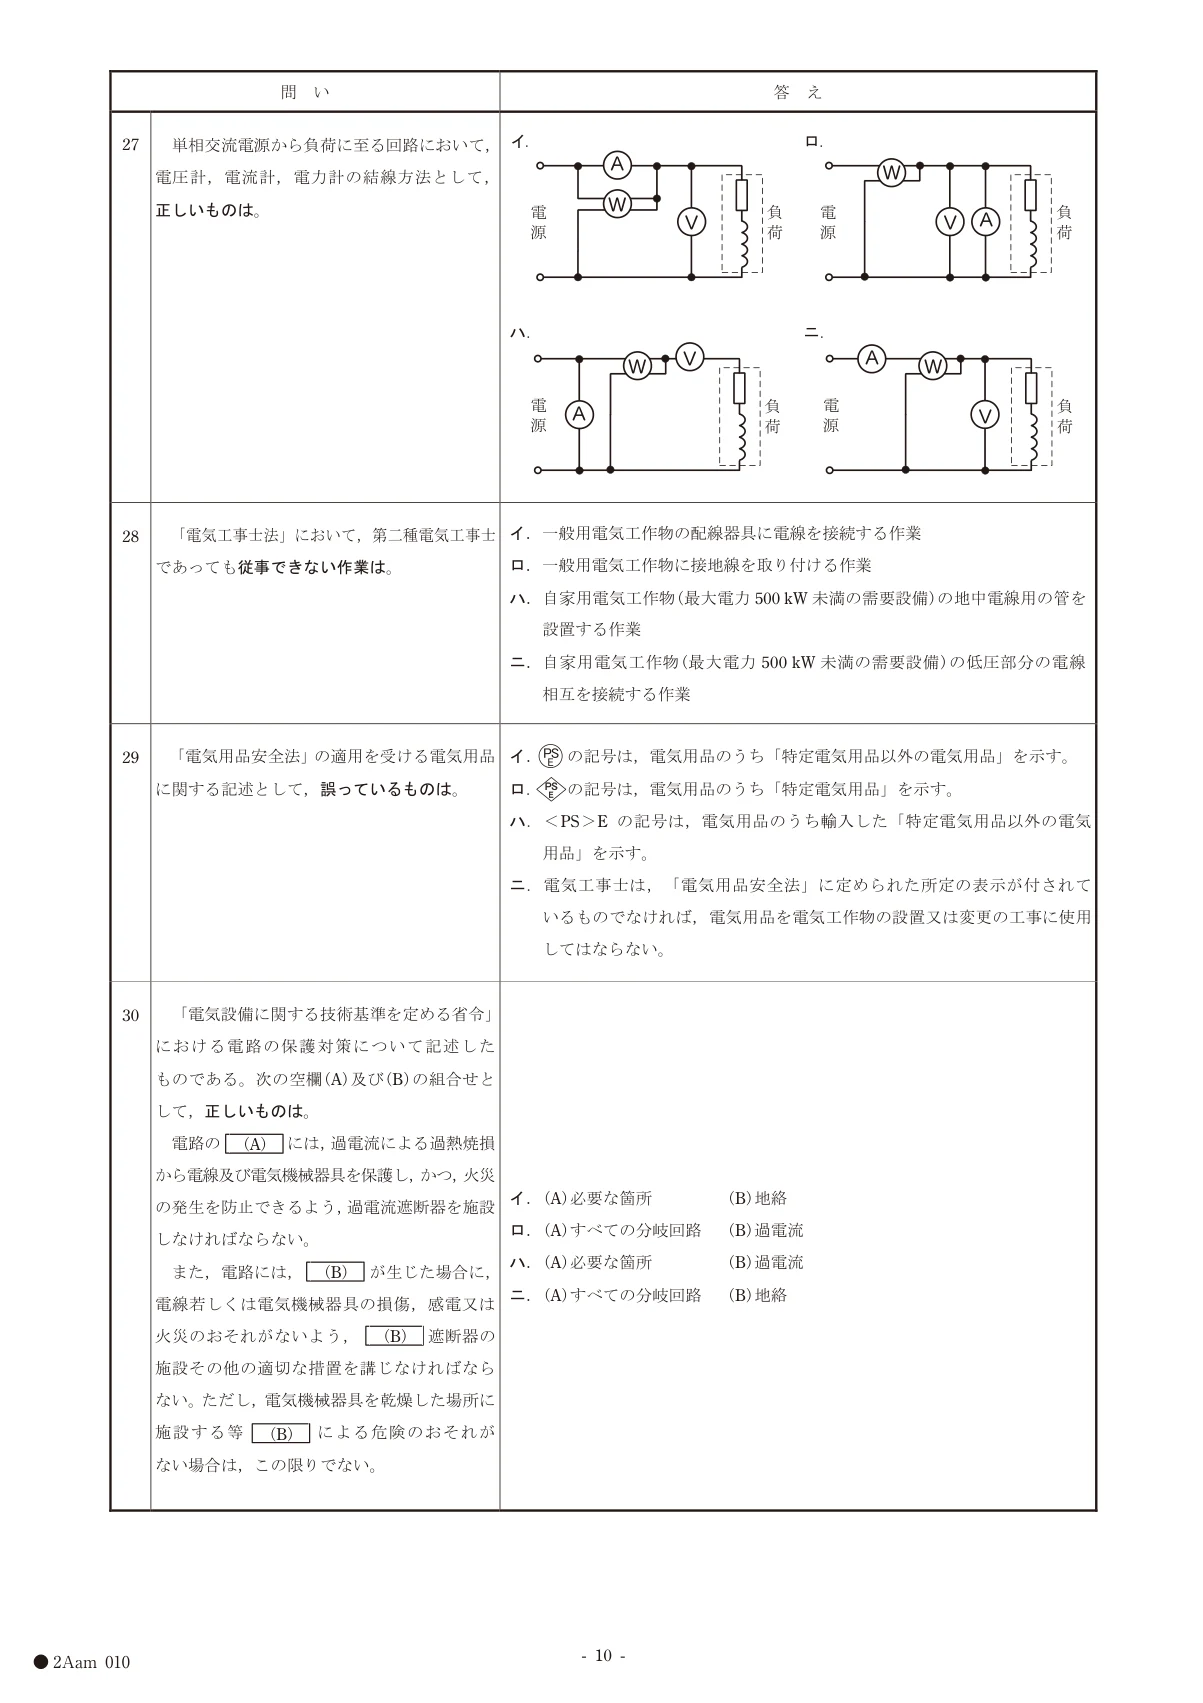 問　い　　答　え
27
単相交流電源から負荷に至る回路において，
電圧計，電流計，電力計の結線方法として，
正しいものは。
イ．
A
W
V
電源
負荷
ロ．
W
V
A
電源
負荷
ハ．
A
W
V
電源
負荷
ニ．
A
W
V
電源
負荷
28
「電気工事士法」において，第二種電気工事士
であっても従事できない作業は。
イ．一般用電気工作物の配線器具に電線を接続する作業
ロ．一般用電気工作物に接地線を取り付ける作業
ハ．自家用電気工作物（最大電力 500 kW 未満の需要設備）の地中電線用の管を
設置する作業
ニ．自家用電気工作物（最大電力 500 kW 未満の需要設備）の低圧部分の電線
相互を接続する作業
29
「電気用品安全法」の適用を受ける電気用品
に関する記述として，誤っているものは。
イ．PSE の記号は，電気用品のうち「特定電気用品以外の電気用品」を示す。
ロ．PSE の記号は，電気用品のうち「特定電気用品」を示す。
ハ．＜PS＞E の記号は，電気用品のうち輸入した「特定電気用品以外の電気
用品」を示す。
ニ．電気工事士は，「電気用品安全法」に定められた所定の表示が付されて
いるものでなければ，電気用品を電気工作物の設置又は変更の工事に使用
してはならない。
30
「電気設備に関する技術基準を定める省令」
における電路の保護対策について記述した
ものである。次の空欄（A）及び（B）の組合せと
して，正しいものは。
電路の （A） には，過電流による過熱焼損
から電線及び電気機械器具を保護し，かつ，火災
の発生を防止できるよう，過電流遮断器を施設
しなければならない。
また，電路には， （B） が生じた場合に，
電線若しくは電気機械器具の損傷，感電又は
火災のおそれがないよう， （B） 遮断器の
施設その他の適切な措置を講じなければなら
ない。ただし，電気機械器具を乾燥した場所に
施設する等 （B） による危険のおそれが
ない場合は，この限りでない。
イ．（A）必要な箇所　（B）地絡
ロ．（A）すべての分岐回路　（B）過電流
ハ．（A）必要な箇所　（B）過電流
ニ．（A）すべての分岐回路　（B）地絡
- 10 -
●2Aam 010